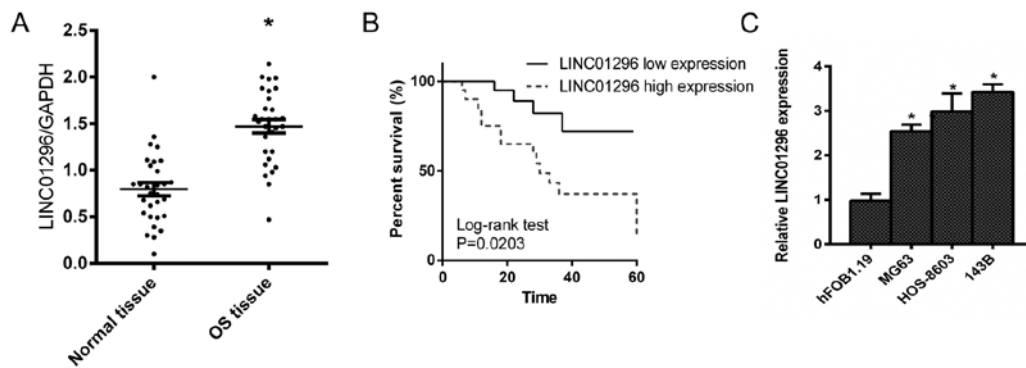 A
LINC01296/GAPDH
2.5
2.0
1.5
1.0
0.5
0.0
*
Normal tissue
OS tissue
B
Percent survival (%)
100
50
0
LINC01296 low expression
LINC01296 high expression
Log-rank test
P=0.0203
0
20
40
60
Time
C
Relative LINC01296 expression
4
3
2
1
0
*
*
*
hFOB1.19
MG63
HOS-8603
143B